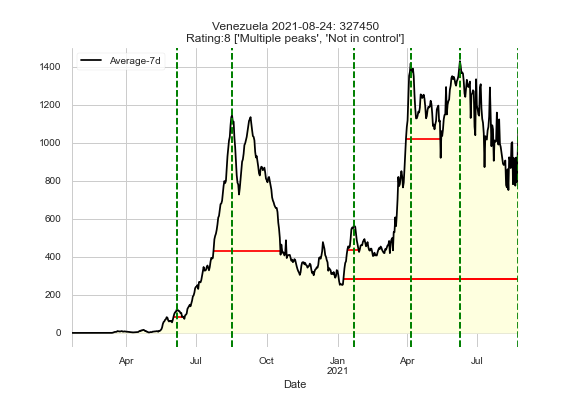 Venezuela 2021-08-24: 327450
Rating:8 ['Multiple peaks', 'Not in control']
Average-7d
1400
1200
1000
800
600
400
200
0
Apr
Jul
Oct
Jan
2021
Apr
Jul
Date